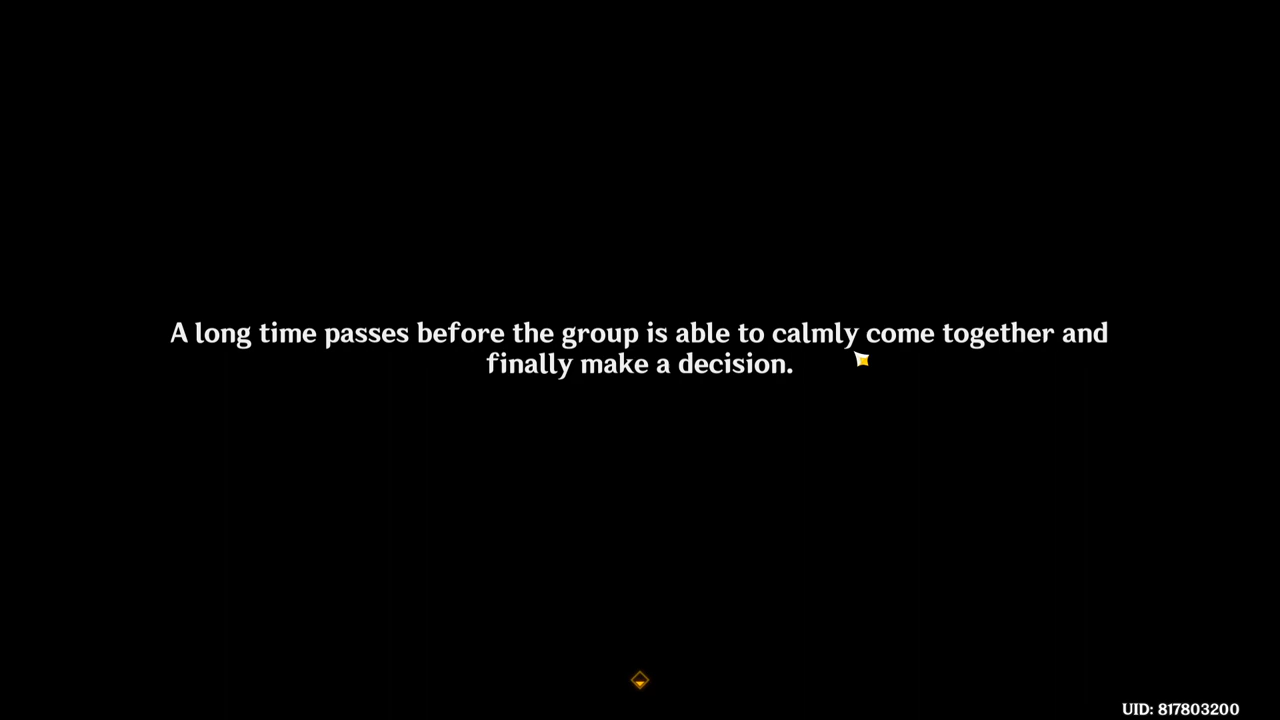 A long time passes before the group is able to calmly come together and
finally make a decision.
UID: 817803200